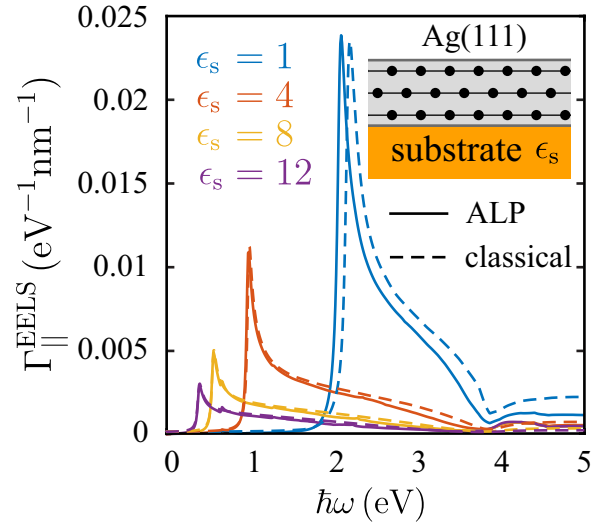 0.025
0.02
0.015
0.01
0.005
0
Γ||^EELS (eV⁻¹nm⁻¹)
ϵs = 1
ϵs = 4
ϵs = 8
ϵs = 12
Ag(111)
substrate ϵs
ALP
classical
0 1 2 3 4 5
ħω (eV)